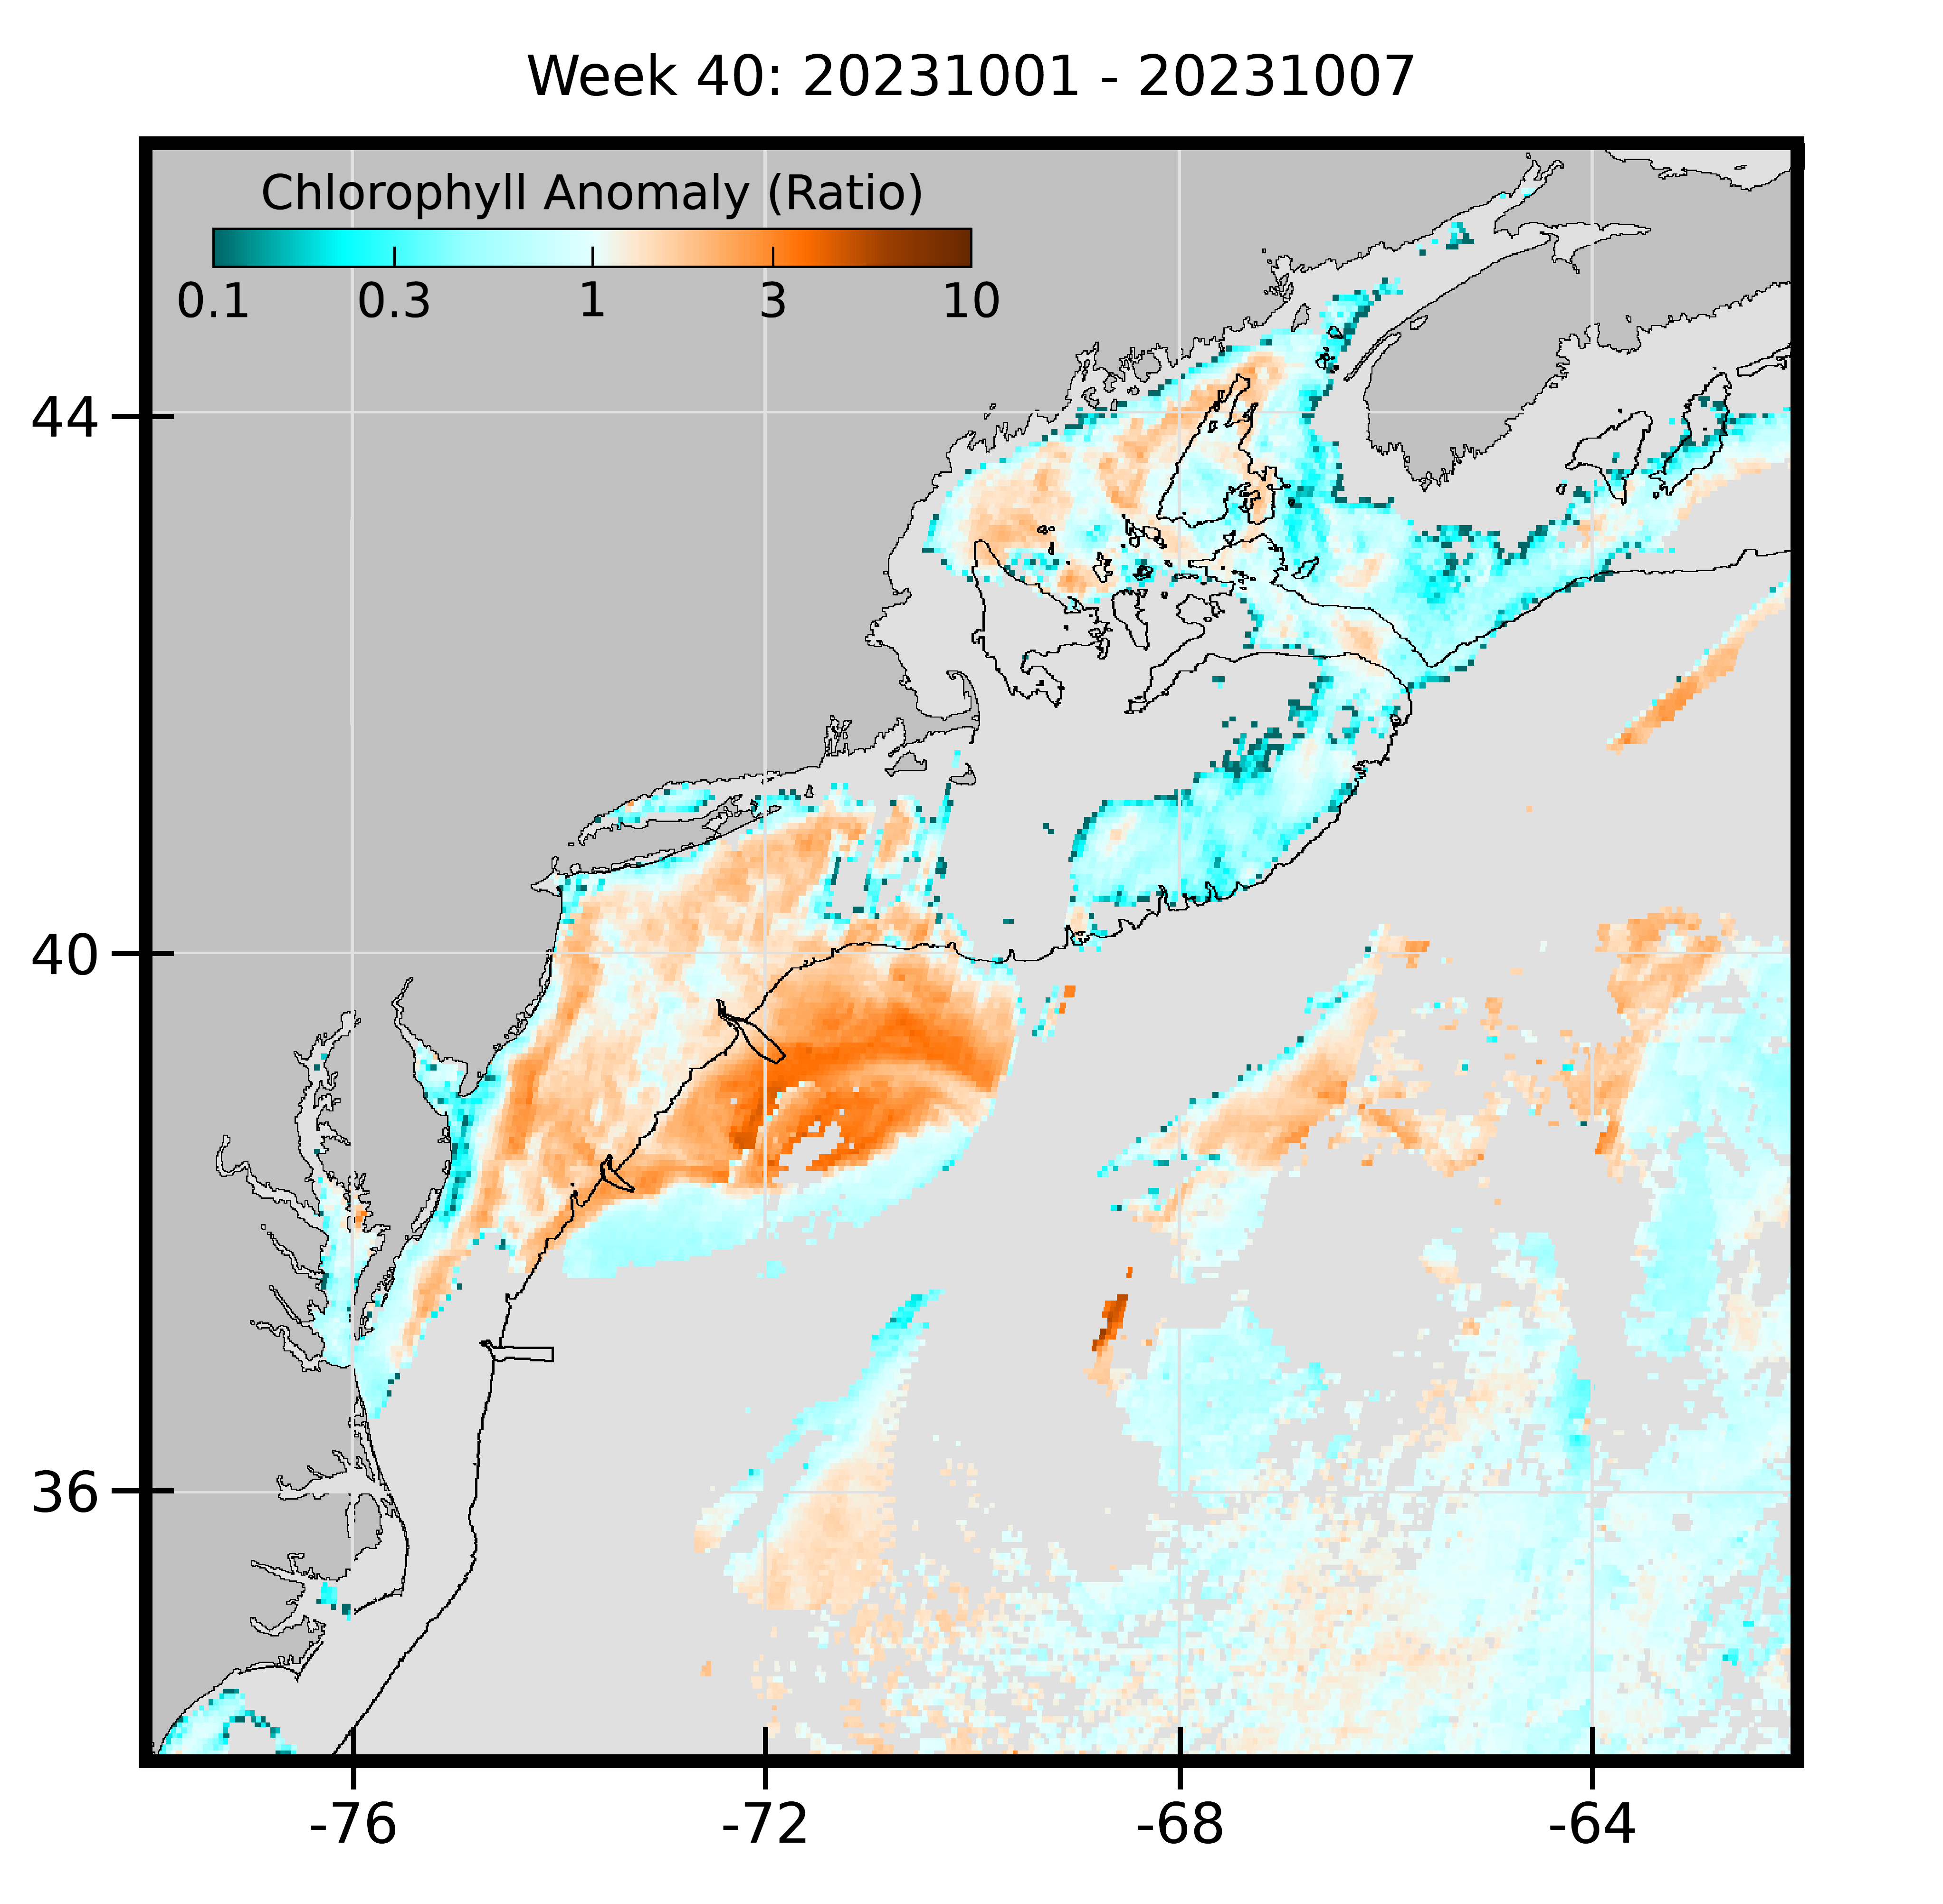 Week 40: 20231001 - 20231007
Chlorophyll Anomaly (Ratio)
0.1 0.3 1 3 10
44
40
36
-76 -72 -68 -64